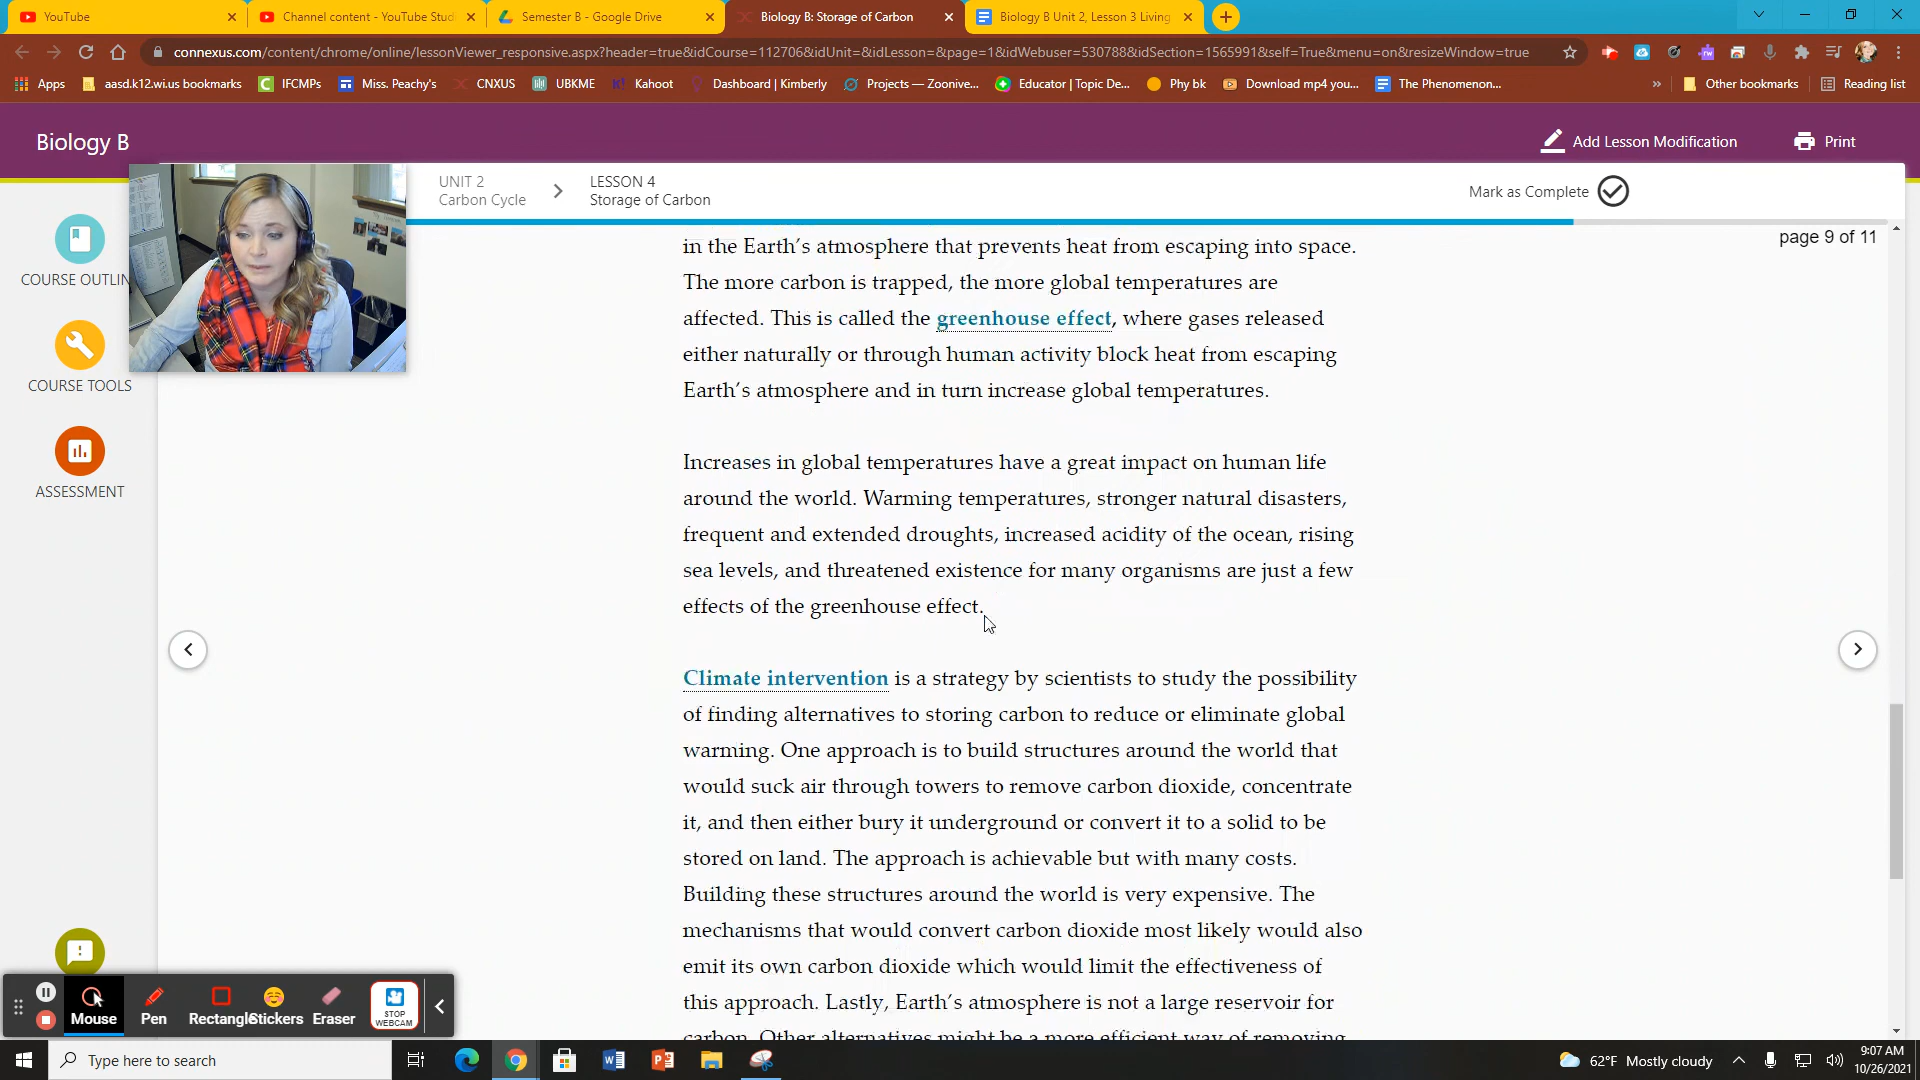 YouTube
Channel content - YouTube Stud
Semester B - Google Drive
Biology B: Storage of Carbon
Biology B Unit 2, Lesson 3 Living
connexus.com/content/chrome/online/lessonViewer_responsive.aspx?header=true&idCourse=112706&idUnit=&idLesson=&page=1&idWebuser=530788&idSection=1565991&self=True&menu=on&resizeWindow=true
Apps
aasd.k12.wi.us bookmarks
IFCMPs
Miss. Peachy's
CNXUS
UBKME
Kahoot
Dashboard | Kimberly
Projects — Zoonive...
Educator | Topic De...
Phy bk
Download mp4 you...
The Phenomenon...
Other bookmarks
Reading list
Biology B
Add Lesson Modification
Print
UNIT 2
Carbon Cycle
LESSON 4
Storage of Carbon
Mark as Complete
page 9 of 11
COURSE OUTLIN
COURSE TOOLS
ASSESSMENT
in the Earth's atmosphere that prevents heat from escaping into space.
The more carbon is trapped, the more global temperatures are
affected. This is called the greenhouse effect, where gases released
either naturally or through human activity block heat from escaping
Earth's atmosphere and in turn increase global temperatures.
Increases in global temperatures have a great impact on human life
around the world. Warming temperatures, stronger natural disasters,
frequent and extended droughts, increased acidity of the ocean, rising
sea levels, and threatened existence for many organisms are just a few
effects of the greenhouse effect.
Climate intervention is a strategy by scientists to study the possibility
of finding alternatives to storing carbon to reduce or eliminate global
warming. One approach is to build structures around the world that
would suck air through towers to remove carbon dioxide, concentrate
it, and then either bury it underground or convert it to a solid to be
stored on land. The approach is achievable but with many costs.
Building these structures around the world is very expensive. The
mechanisms that would convert carbon dioxide most likely would also
emit its own carbon dioxide which would limit the effectiveness of
this approach. Lastly, Earth's atmosphere is not a large reservoir for
carbon. Other alternatives might be a more efficient way of removing
Mouse
Pen
Rectangle
Stickers
Eraser
STOP
WEBCAM
Type here to search
62°F Mostly cloudy
9:07 AM
10/26/2021